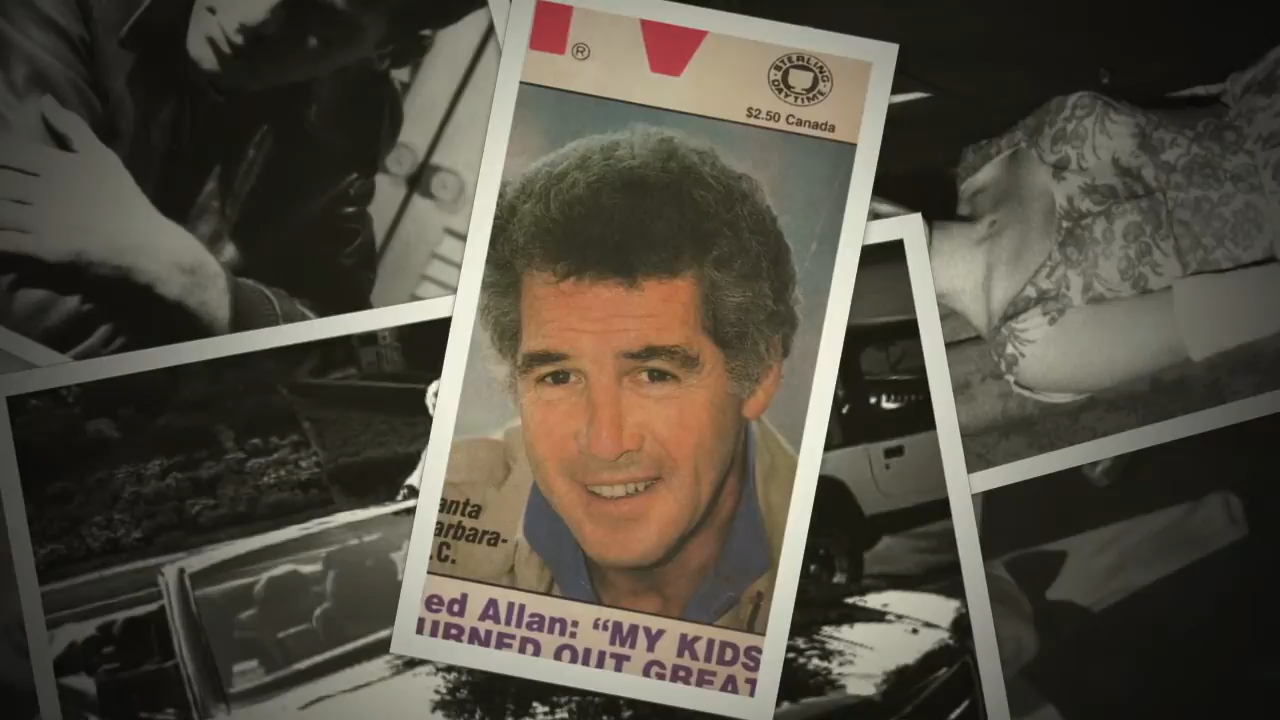 ®
STERLING
DAYTIME
$2.50 Canada
anta
arbara-
.C.
ed Allan: “MY KIDS
URNED OUT GREAT